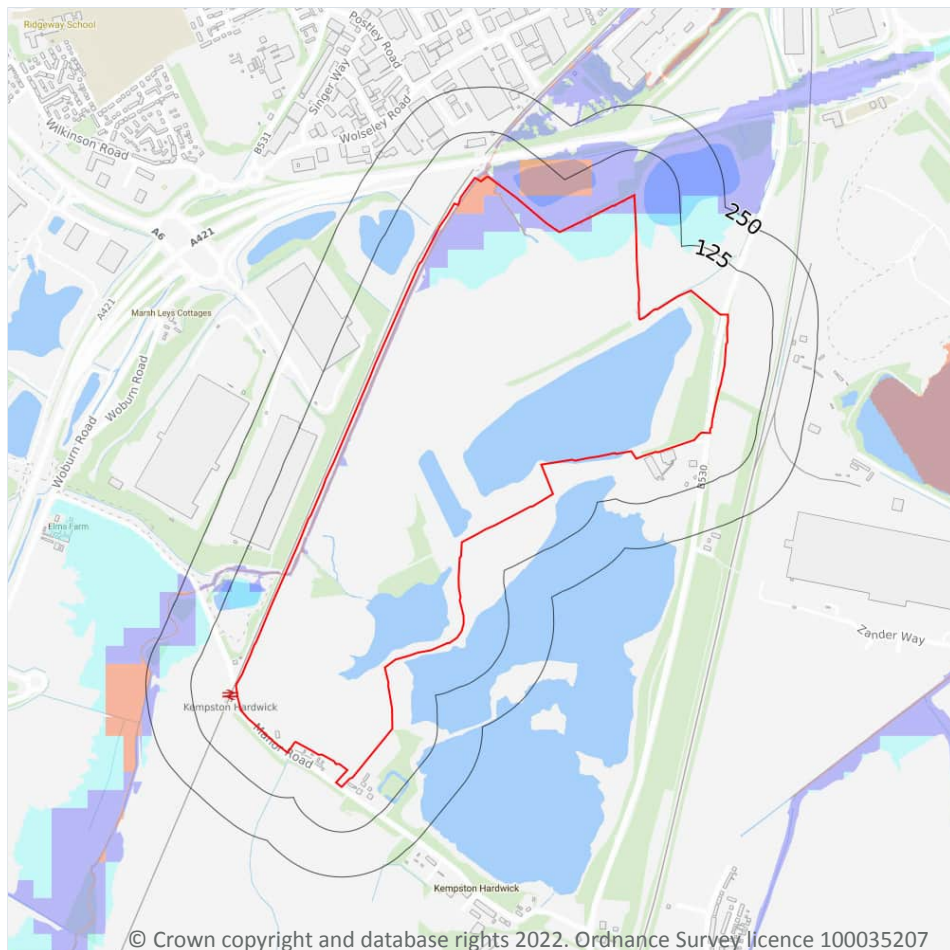 Ridgeway School
Postley Road
Singer Way
Wolseley Road
Wilkinson Road
B531
A6
A421
250
125
A421
Marsh Leys Cottages
Woburn Road
Woburn Road
B530
Elms Farm
Zander Way
Kempston Hardwick
Manor Road
Kempston Hardwick
© Crown copyright and database rights 2022. Ordnance Survey licence 100035207